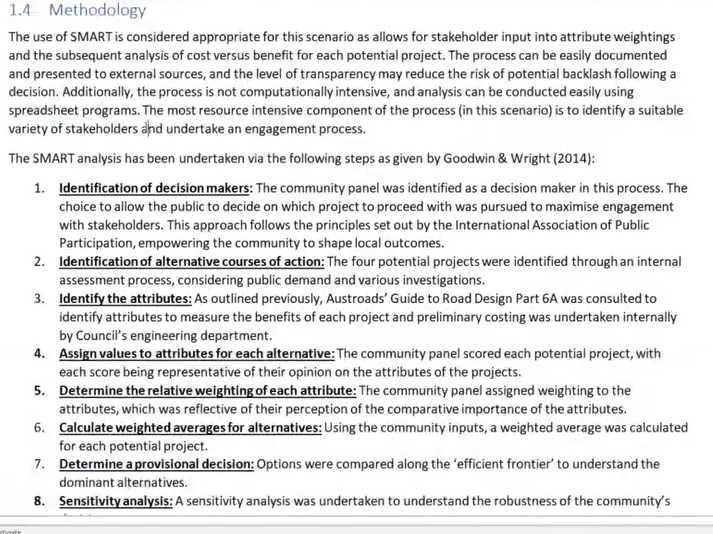 1.4 Methodology
The use of SMART is considered appropriate for this scenario as allows for stakeholder input into attribute weightings
and the subsequent analysis of cost versus benefit for each potential project. The process can be easily documented
and presented to external sources, and the level of transparency may reduce the risk of potential backlash following a
decision. Additionally, the process is not computationally intensive, and analysis can be conducted easily using
spreadsheet programs. The most resource intensive component of the process (in this scenario) is to identify a suitable
variety of stakeholders and undertake an engagement process.
The SMART analysis has been undertaken via the following steps as given by Goodwin & Wright (2014):
1. Identification of decision makers: The community panel was identified as a decision maker in this process. The
choice to allow the public to decide on which project to proceed with was pursued to maximise engagement
with stakeholders. This approach follows the principles set out by the International Association of Public
Participation, empowering the community to shape local outcomes.
2. Identification of alternative courses of action: The four potential projects were identified through an internal
assessment process, considering public demand and various investigations.
3. Identify the attributes: As outlined previously, Austroads' Guide to Road Design Part 6A was consulted to
identify attributes to measure the benefits of each project and preliminary costing was undertaken internally
by Council's engineering department.
4. Assign values to attributes for each alternative: The community panel scored each potential project, with
each score being representative of their opinion on the attributes of the projects.
5. Determine the relative weighting of each attribute: The community panel assigned weighting to the
attributes, which was reflective of their perception of the comparative importance of the attributes.
6. Calculate weighted averages for alternatives: Using the community inputs, a weighted average was calculated
for each potential project.
7. Determine a provisional decision: Options were compared along the 'efficient frontier' to understand the
dominant alternatives.
8. Sensitivity analysis: A sensitivity analysis was undertaken to understand the robustness of the community's